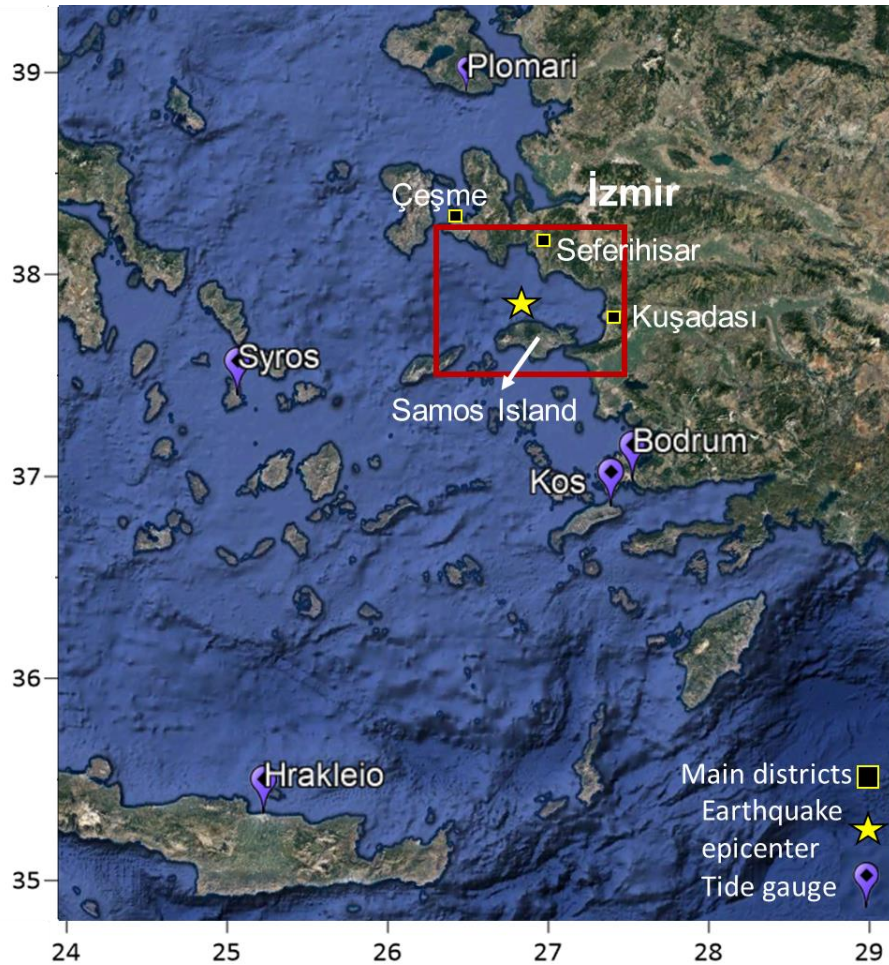 39
Plomari
Çeşme
İzmir
Seferihisar
38
Kuşadası
Syros
Samos Island
Bodrum
37
Kos
36
Hrakleio
Main districts
Earthquake
epicenter
Tide gauge
35
24 25 26 27 28 29